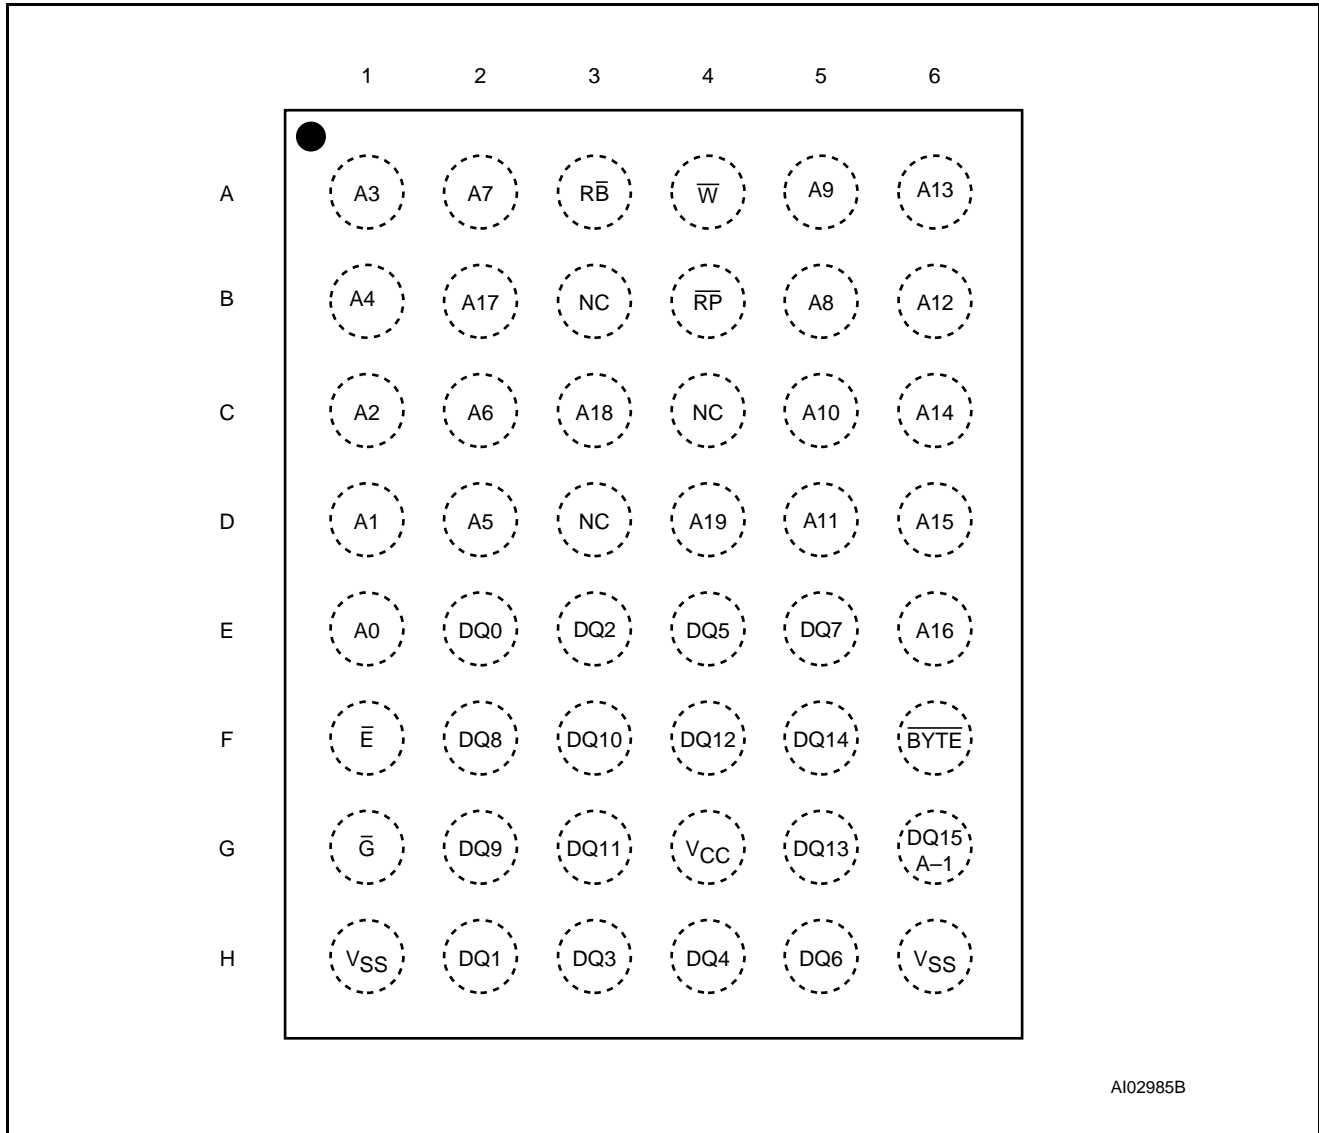 1 2 3 4 5 6
A A3 A7 RB̅ W̅ A9 A13
B A4 A17 NC R̅P̅ A8 A12
C A2 A6 A18 NC A10 A14
D A1 A5 NC A19 A11 A15
E A0 DQ0 DQ2 DQ5 DQ7 A16
F E̅ DQ8 DQ10 DQ12 DQ14 B̅Y̅T̅E̅
G G̅ DQ9 DQ11 VCC DQ13 DQ15
A–1
H VSS DQ1 DQ3 DQ4 DQ6 VSS
AI02985B